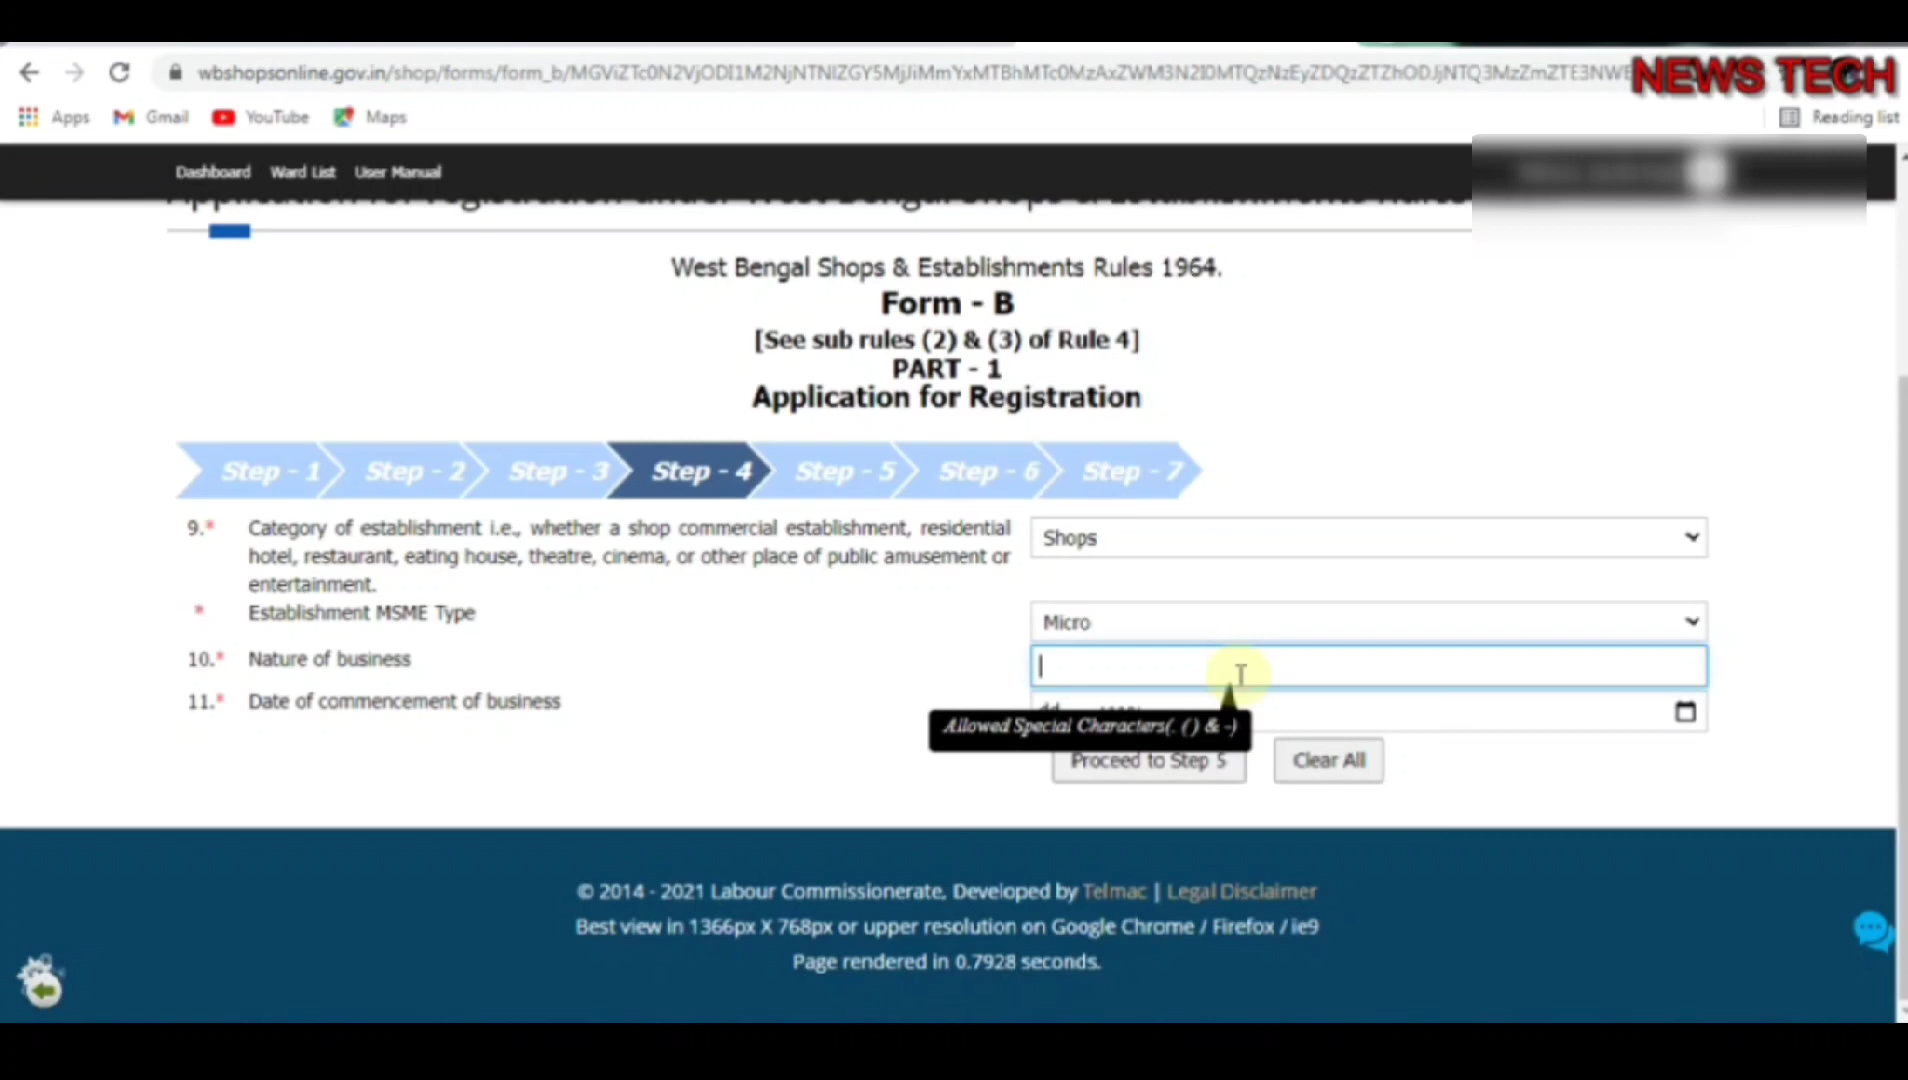 wbshopsonline.gov.in/shop/forms/form_b/
NEWS TECH
Apps Gmail YouTube Maps Reading list
Dashboard Ward List User Manual
West Bengal Shops & Establishments Rules 1964.
Form - B
[See sub rules (2) & (3) of Rule 4]
PART - 1
Application for Registration
Step - 1 Step - 2 Step - 3 Step - 4 Step - 5 Step - 6 Step - 7
9.* Category of establishment i.e., whether a shop commercial establishment, residential
hotel, restaurant, eating house, theatre, cinema, or other place of public amusement or
entertainment.
Shops
* Establishment MSME Type Micro
10.* Nature of business
11.* Date of commencement of business
Allowed Special Characters(. () & -)
Proceed to Step 5 Clear All
© 2014 - 2021 Labour Commissionerate, Developed by Telmac | Legal Disclaimer
Best view in 1366px X 768px or upper resolution on Google Chrome / Firefox / ie9
Page rendered in 0.7928 seconds.